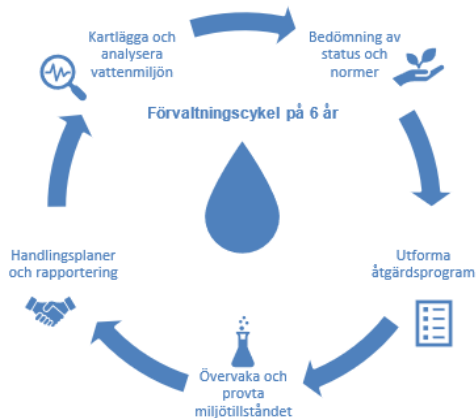 Kartlägga och
analysera
vattenmiljön
Bedömning av
status och
normer
Förvaltningscykel på 6 år
Handlingsplaner
och rapportering
Utforma
åtgärdsprogram
Övervaka och
provta
miljötillståndet